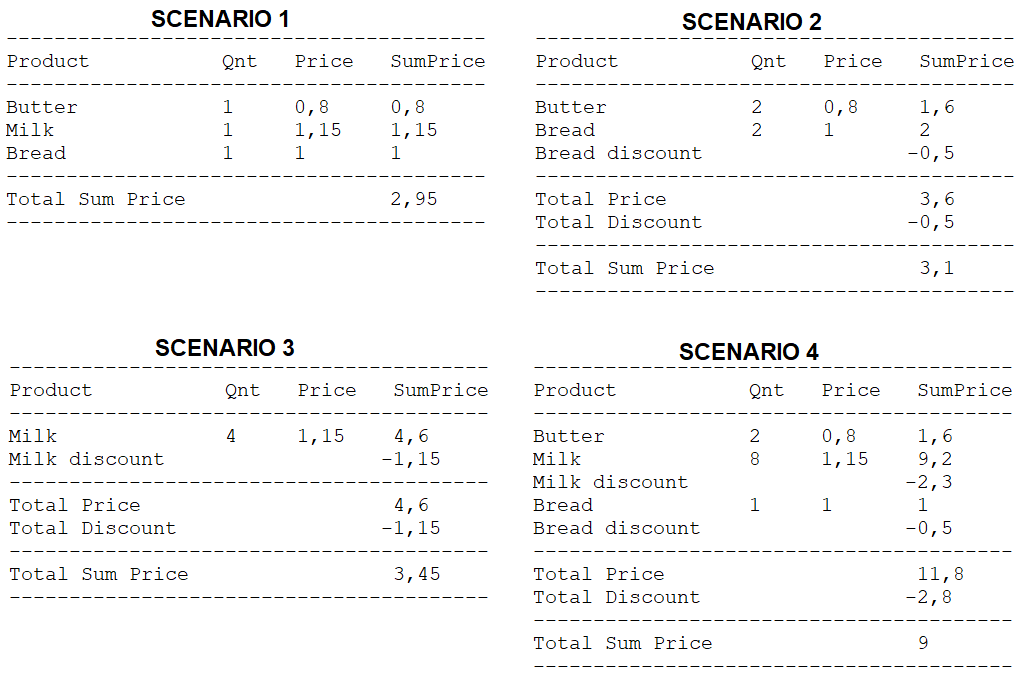 SCENARIO 1
----------------------------------------
Product Qnt Price SumPrice
----------------------------------------
Butter 1 0,8 0,8
Milk 1 1,15 1,15
Bread 1 1 1
----------------------------------------
Total Sum Price 2,95
----------------------------------------
SCENARIO 2
----------------------------------------
Product Qnt Price SumPrice
----------------------------------------
Butter 2 0,8 1,6
Bread 2 1 2
Bread discount -0,5
----------------------------------------
Total Price 3,6
Total Discount -0,5
----------------------------------------
Total Sum Price 3,1
----------------------------------------
SCENARIO 3
----------------------------------------
Product Qnt Price SumPrice
----------------------------------------
Milk 4 1,15 4,6
Milk discount -1,15
----------------------------------------
Total Price 4,6
Total Discount -1,15
----------------------------------------
Total Sum Price 3,45
----------------------------------------
SCENARIO 4
----------------------------------------
Product Qnt Price SumPrice
----------------------------------------
Butter 2 0,8 1,6
Milk 8 1,15 9,2
Milk discount -2,3
Bread 1 1 1
Bread discount -0,5
----------------------------------------
Total Price 11,8
Total Discount -2,8
----------------------------------------
Total Sum Price 9
----------------------------------------